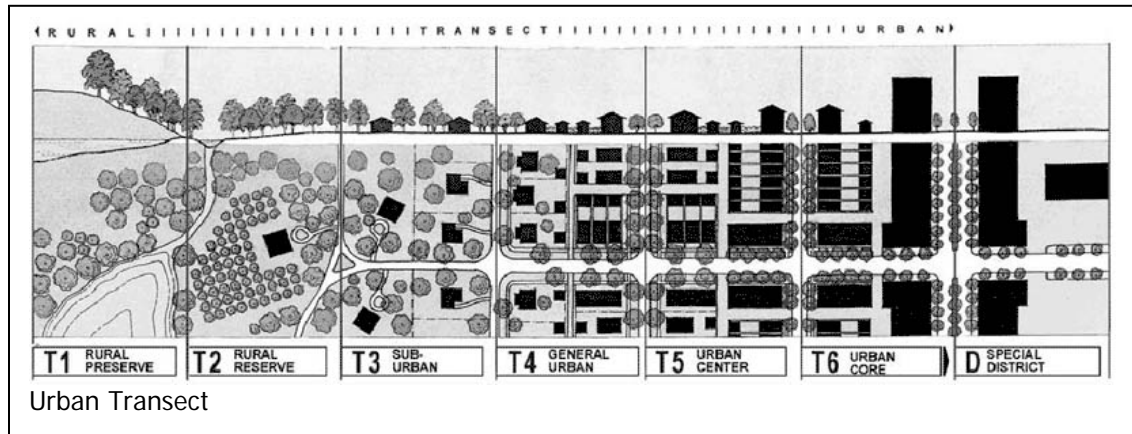 RURAL TRANSECT URBAN
T1 RURAL PRESERVE
T2 RURAL RESERVE
T3 SUB-URBAN
T4 GENERAL URBAN
T5 URBAN CENTER
T6 URBAN CORE
D SPECIAL DISTRICT
Urban Transect